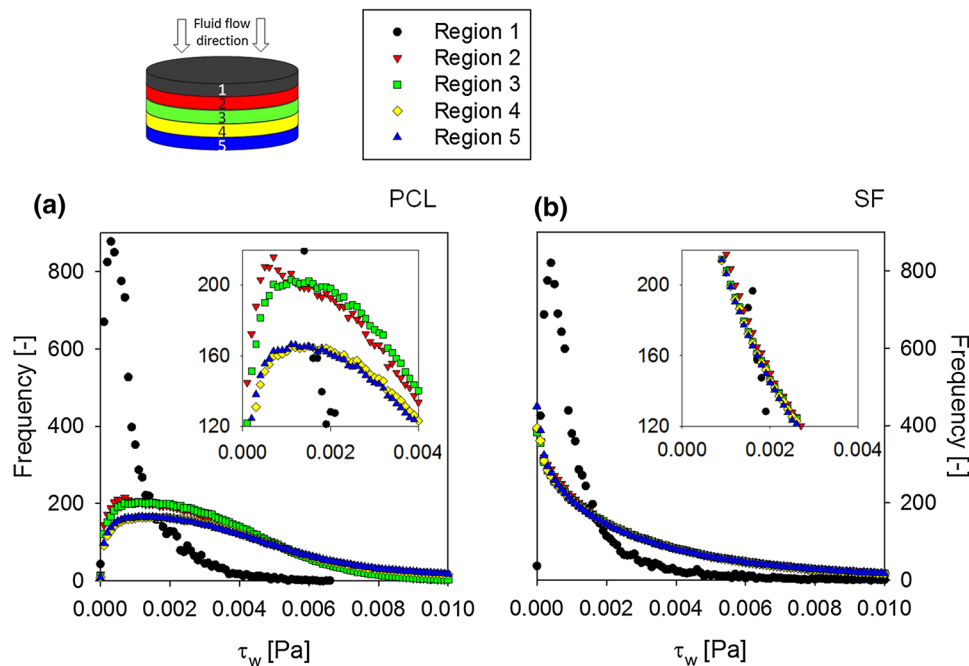 Fluid flow
direction
1
2
3
4
5
Region 1
Region 2
Region 3
Region 4
Region 5
(a)
PCL
Frequency [-]
800
600
400
200
0
0.000 0.002 0.004 0.006 0.008 0.010
τw [Pa]
200
160
120
0.000 0.002 0.004
(b)
SF
Frequency [-]
800
600
400
200
0
0.000 0.002 0.004 0.006 0.008 0.010
τw [Pa]
200
160
120
0.000 0.002 0.004